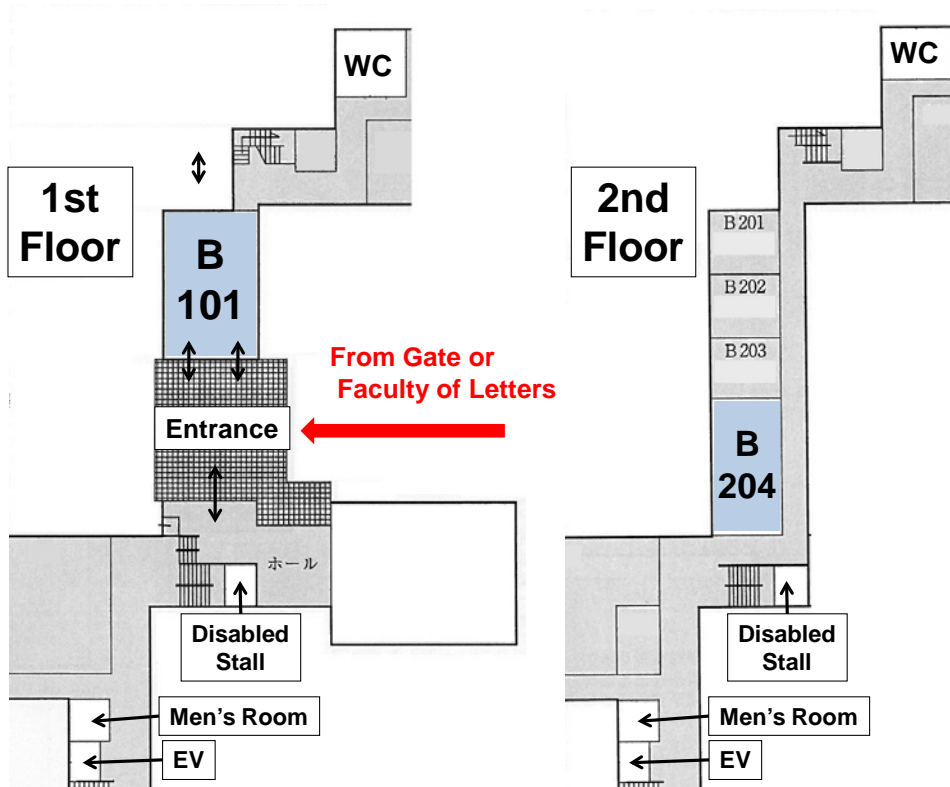 WC
1st
Floor
B
101
From Gate or
Faculty of Letters
Entrance
ホール
Disabled
Stall
Men’s Room
EV
WC
2nd
Floor
B201
B202
B203
B
204
Disabled
Stall
Men’s Room
EV